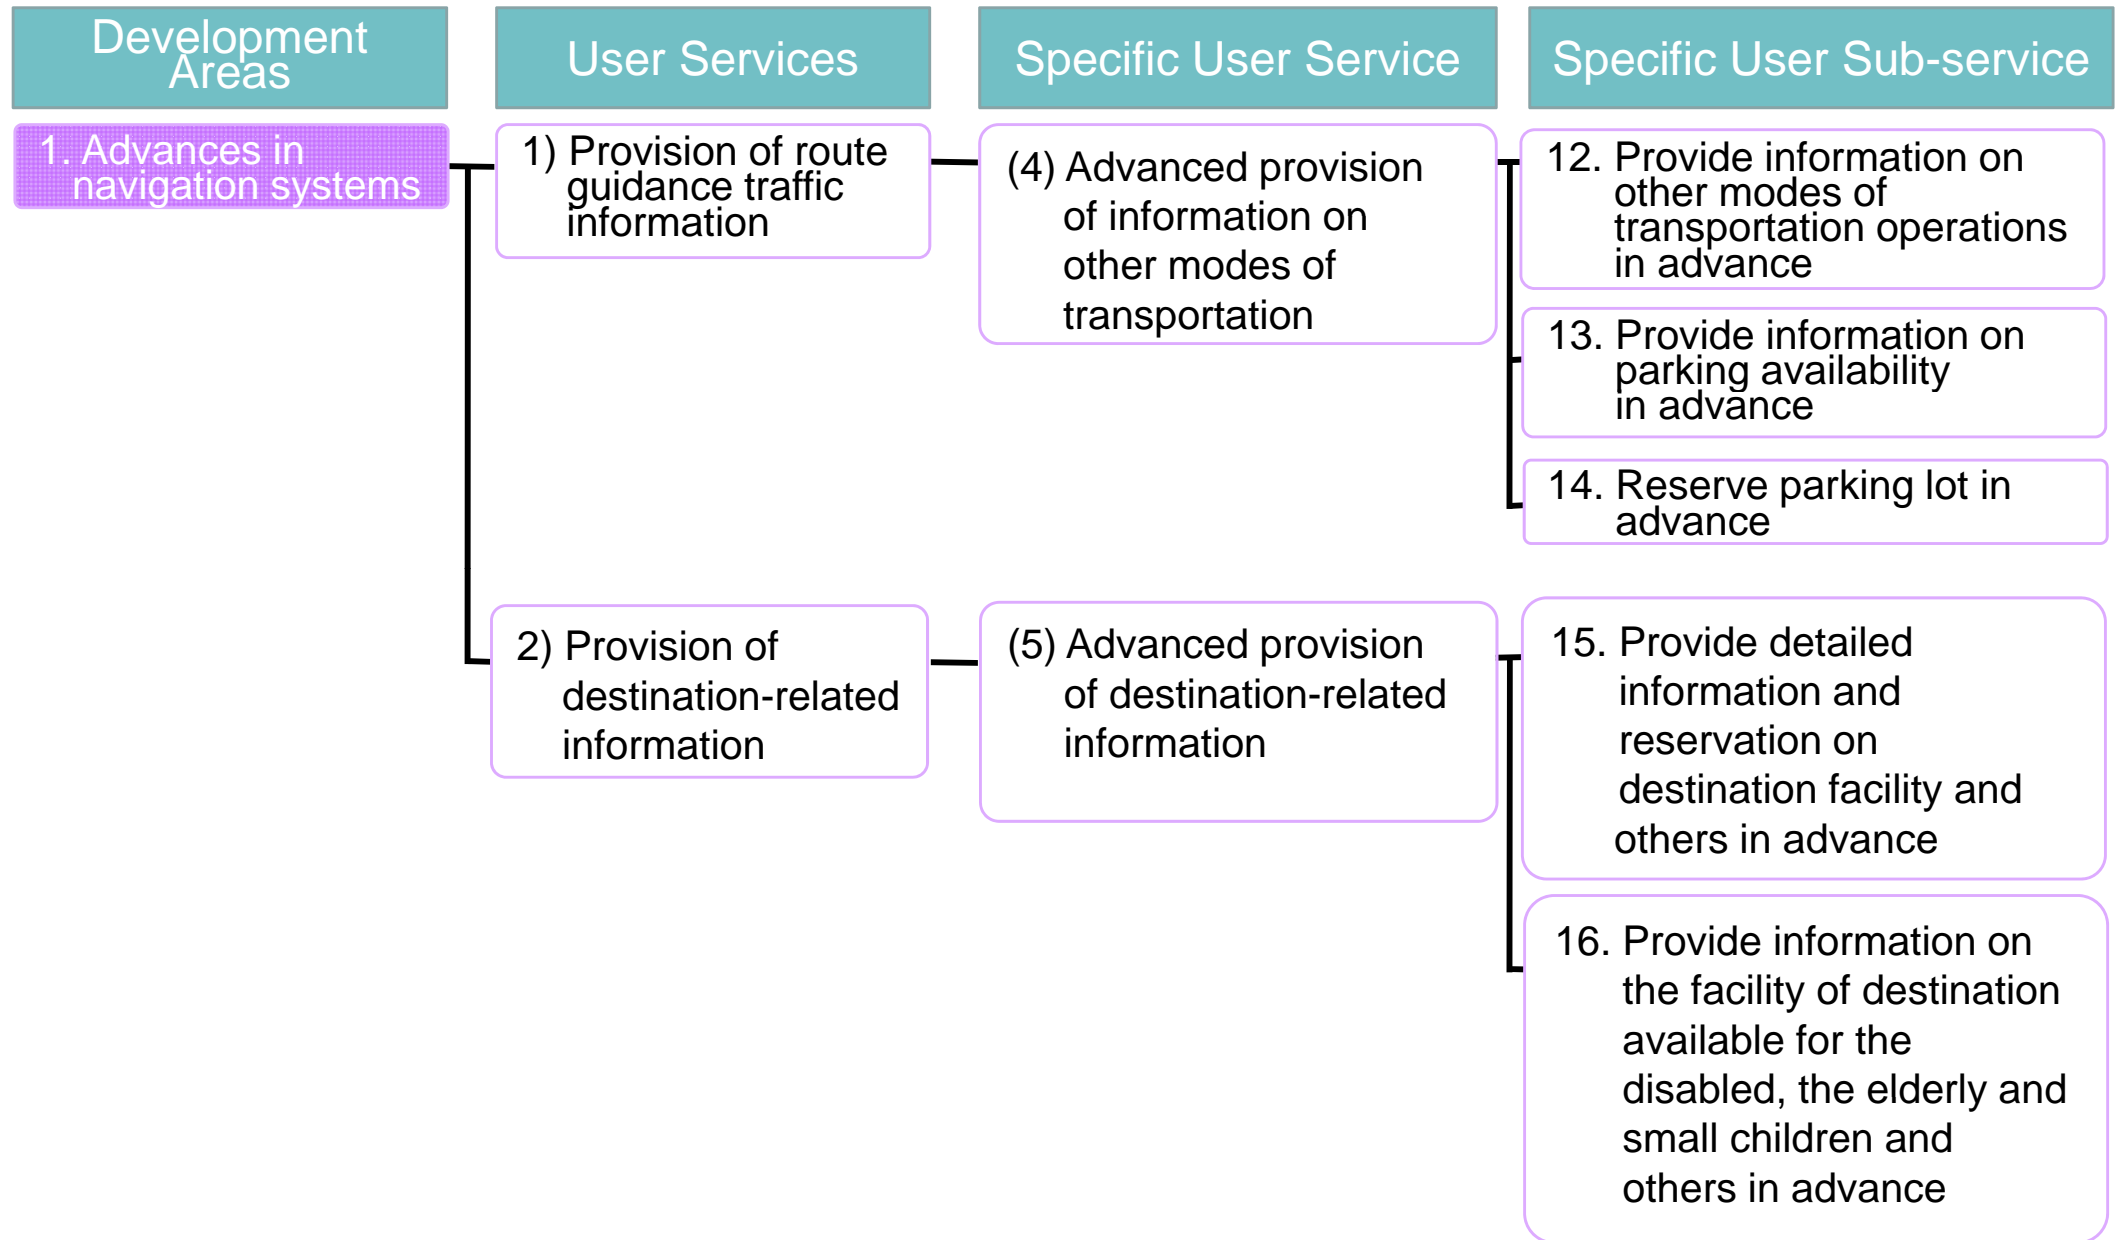 Development
Areas
User Services
Specific User Service
Specific User Sub-service
1. Advances in
navigation systems
1) Provision of route
guidance traffic
information
(4) Advanced provision
of information on
other modes of
transportation
12. Provide information on
other modes of
transportation operations
in advance
13. Provide information on
parking availability
in advance
14. Reserve parking lot in
advance
2) Provision of
destination-related
information
(5) Advanced provision
of destination-related
information
15. Provide detailed
information and
reservation on
destination facility and
others in advance
16. Provide information on
the facility of destination
available for the
disabled, the elderly and
small children and
others in advance